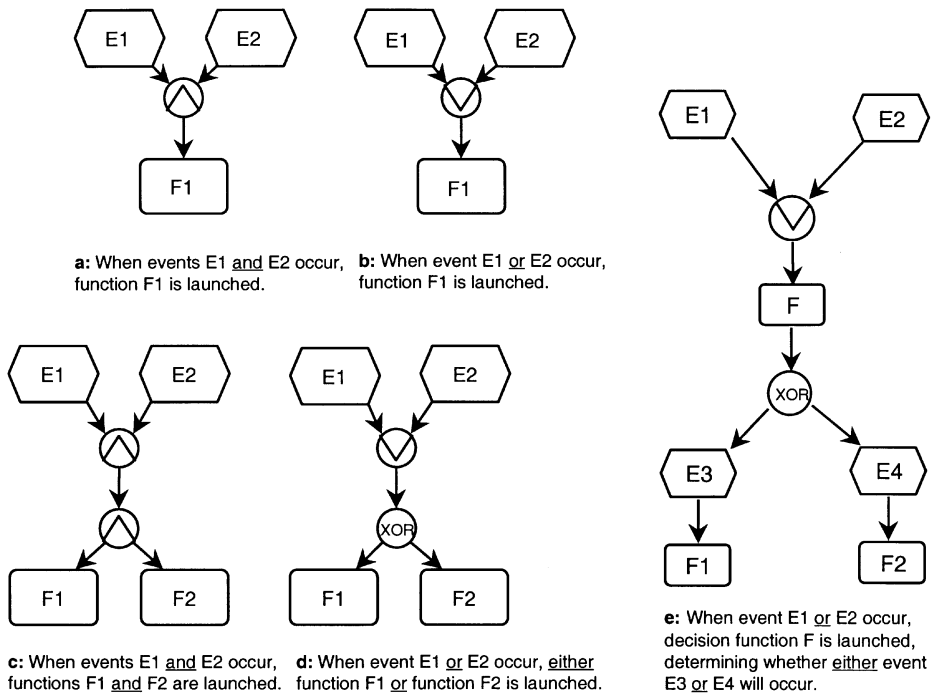 E1 E2
F1
a: When events E1 and E2 occur,
function F1 is launched.
E1 E2
F1
b: When event E1 or E2 occur,
function F1 is launched.
E1 E2
F1 F2
c: When events E1 and E2 occur,
functions F1 and F2 are launched.
E1 E2
XOR
F1 F2
d: When event E1 or E2 occur, either
function F1 or function F2 is launched.
E1 E2
F
XOR
E3 E4
F1 F2
e: When event E1 or E2 occur,
decision function F is launched,
determining whether either event
E3 or E4 will occur.